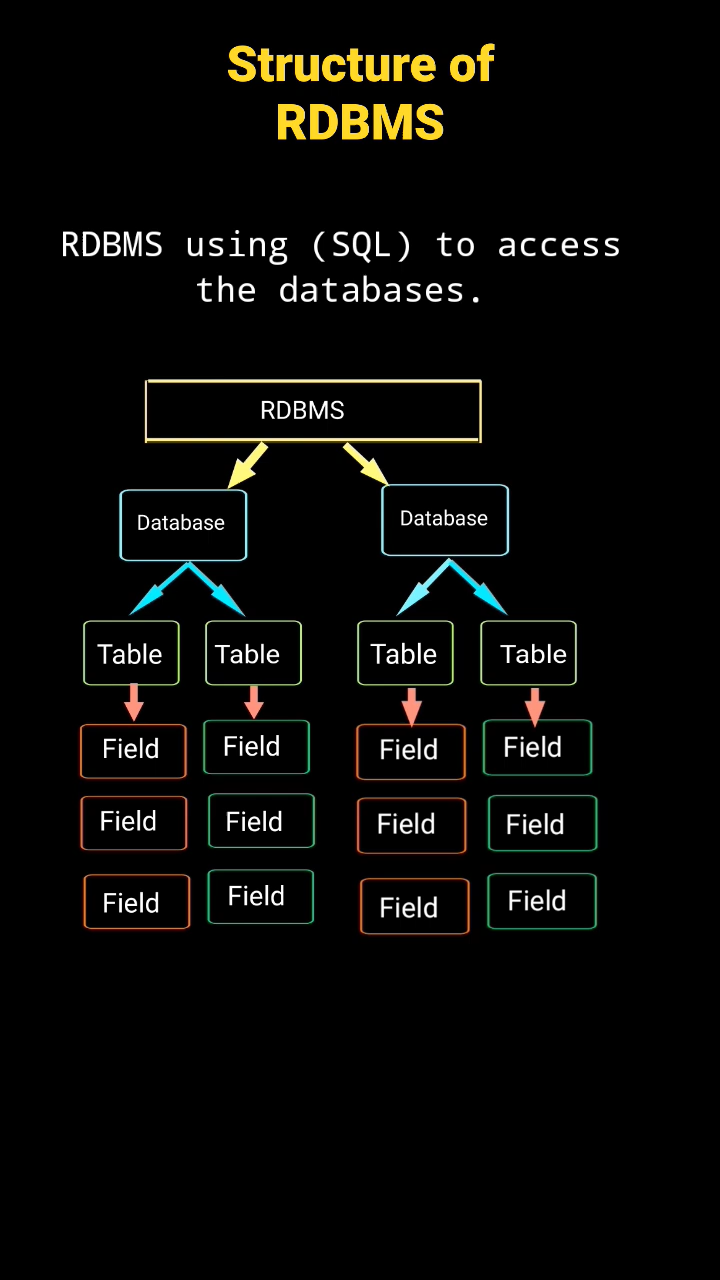 Structure of
RDBMS
RDBMS using (SQL) to access
the databases.
RDBMS
Database
Database
Table
Table
Table
Table
Field
Field
Field
Field
Field
Field
Field
Field
Field
Field
Field
Field